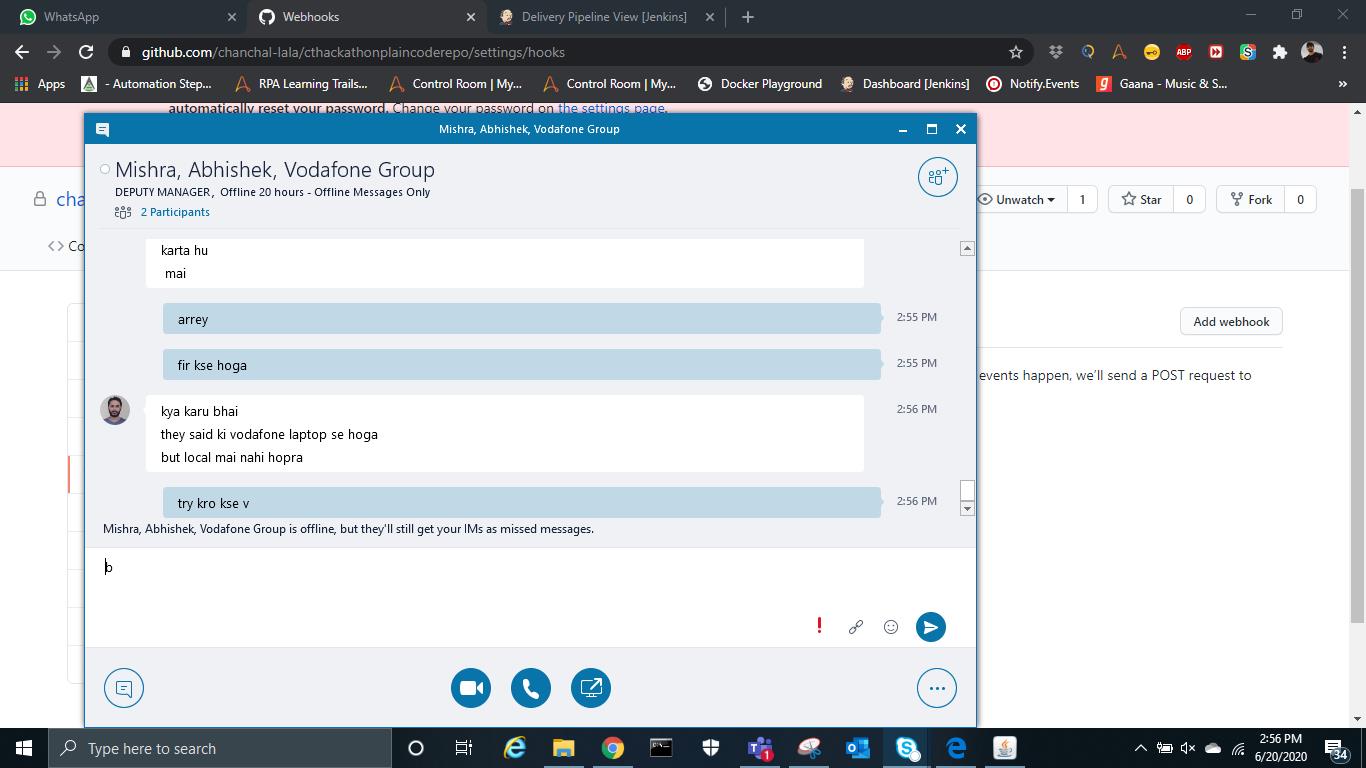 WhatsApp
Webhooks
Delivery Pipeline View [Jenkins]
github.com/chanchal-lala/cthackathonplaincoderepo/settings/hooks
ABP
Apps
- Automation Step...
RPA Learning Trails...
Control Room | My...
Control Room | My...
Docker Playground
Dashboard [Jenkins]
Notify.Events
Gaana - Music & S...
»
automatically reset your password. Change your password on the settings page.
Mishra, Abhishek, Vodafone Group
Mishra, Abhishek, Vodafone Group
DEPUTY MANAGER, Offline 20 hours - Offline Messages Only
2 Participants
cha
Unwatch
1
Star
0
Fork
0
<> Co
karta hu
mai
arrey
2:55 PM
fir kse hoga
2:55 PM
Add webhook
events happen, we'll send a POST request to
kya karu bhai
2:56 PM
they said ki vodafone laptop se hoga
but local mai nahi hopra
try kro kse v
2:56 PM
Mishra, Abhishek, Vodafone Group is offline, but they'll still get your IMs as missed messages.
b
Type here to search
1
2:56 PM
6/20/2020
34